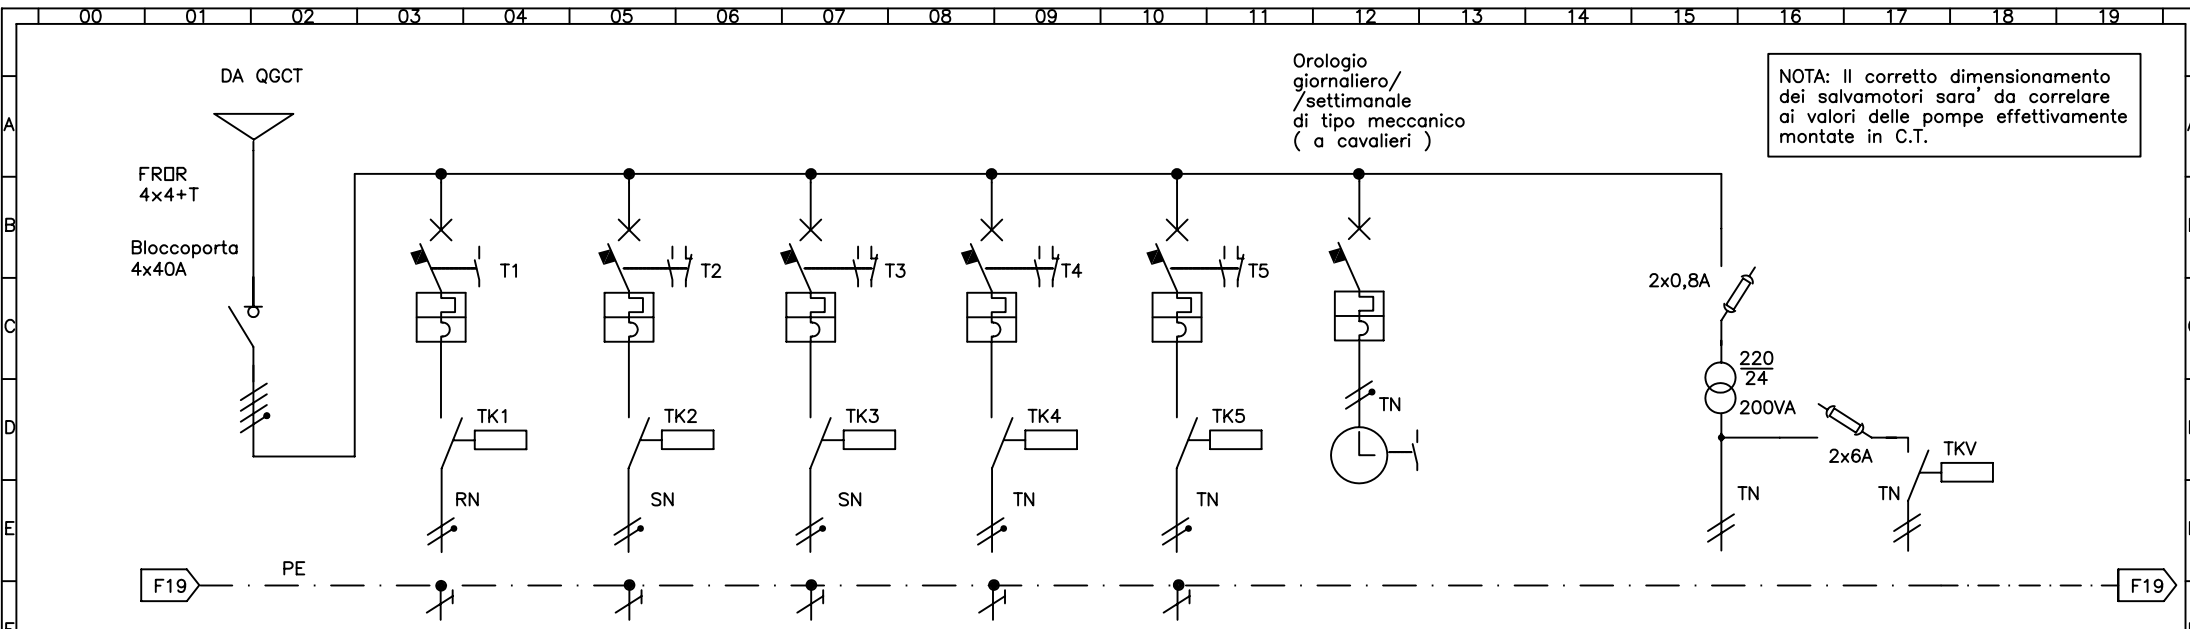 00 01 02 03 04 05 06 07 08 09 10 11 12 13 14 15 16 17 18 19
DA QGCT
Orologio
giornaliero/
/settimanale
di tipo meccanico
( a cavalieri )
NOTA: Il corretto dimensionamento
dei salvamotori sara' da correlare
ai valori delle pompe effettivamente
montate in C.T.
A
FR□R
4x4+T
B
Bloccoporta
4x40A
T1 T2 T3 T4 T5
2x0,8A
C
220
24
200VA
TN
D
TK1 TK2 TK3 TK4 TK5
2x6A
TKV
RN SN SN TN TN TN TN
E
PE
F19 F19
F